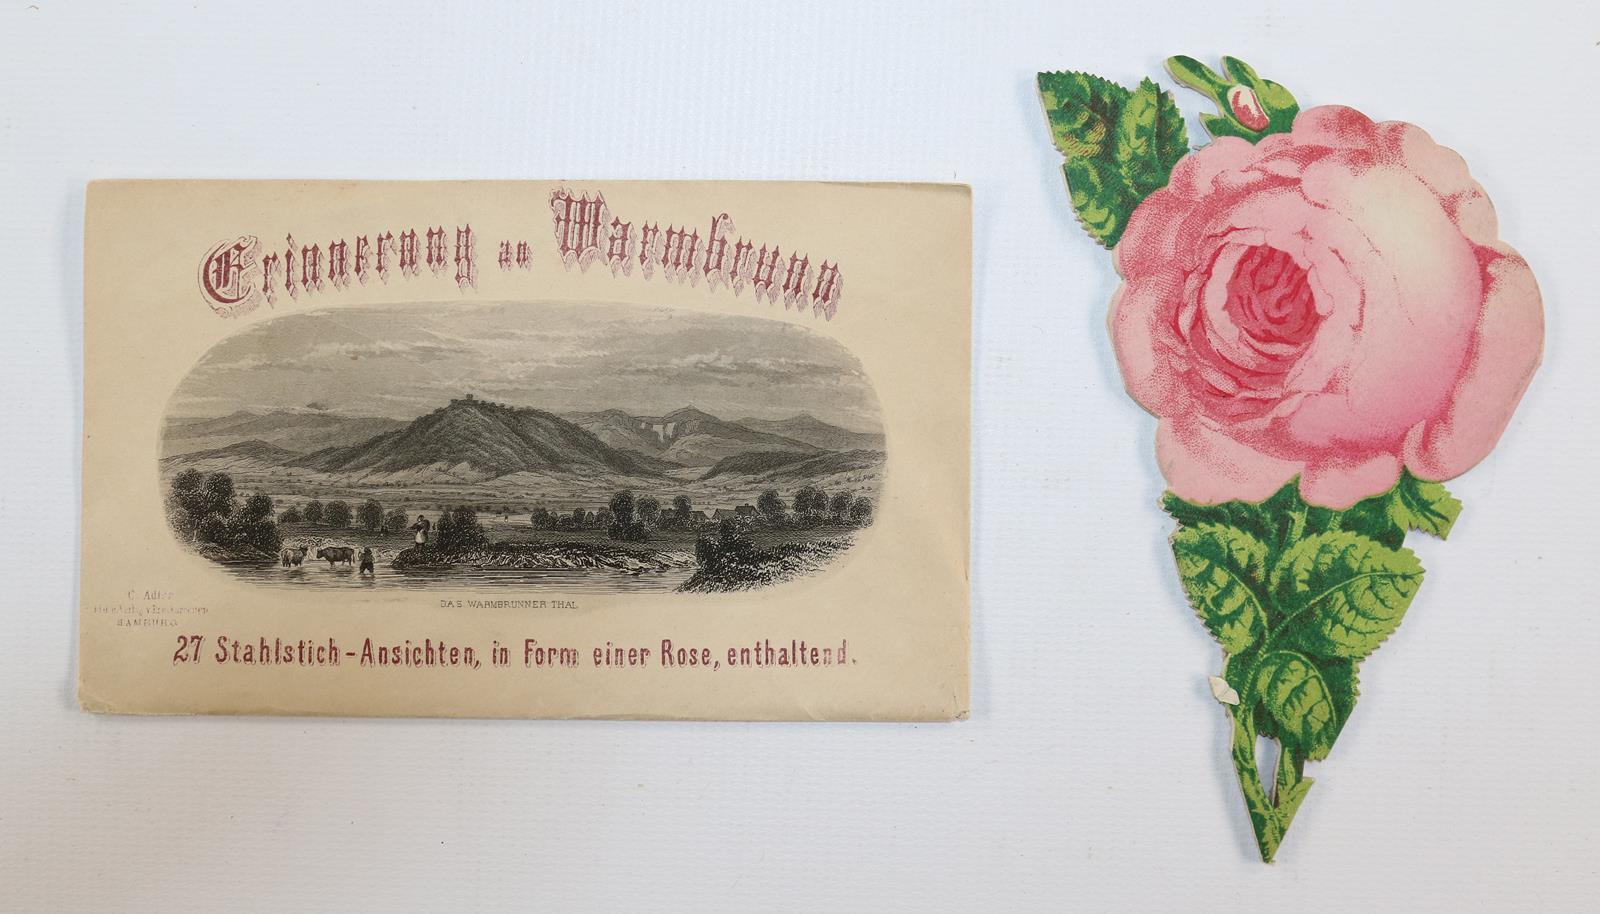 Erinnerung an Warmbrunn
DAS WARMBRUNNER THAL
C. Adler
HAMBURG
27 Stahlstich-Ansichten, in Form einer Rose, enthaltend.